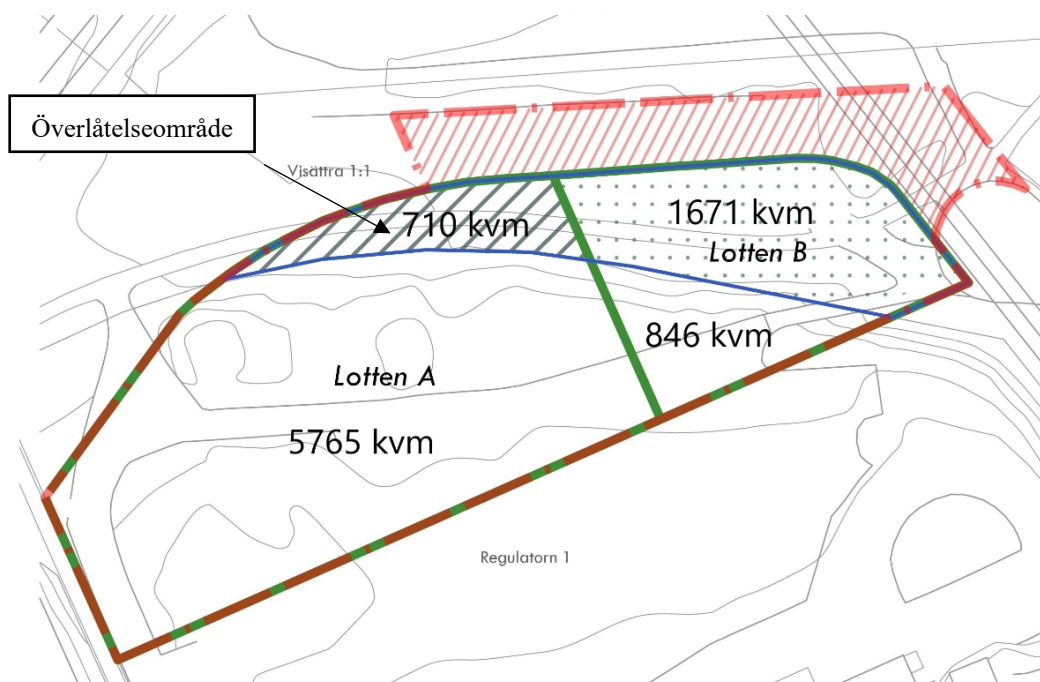 Överlåtelseområde
Visättra 1:1
710 kvm
1671 kvm
Lotten B
846 kvm
Lotten A
5765 kvm
Regulatorn 1